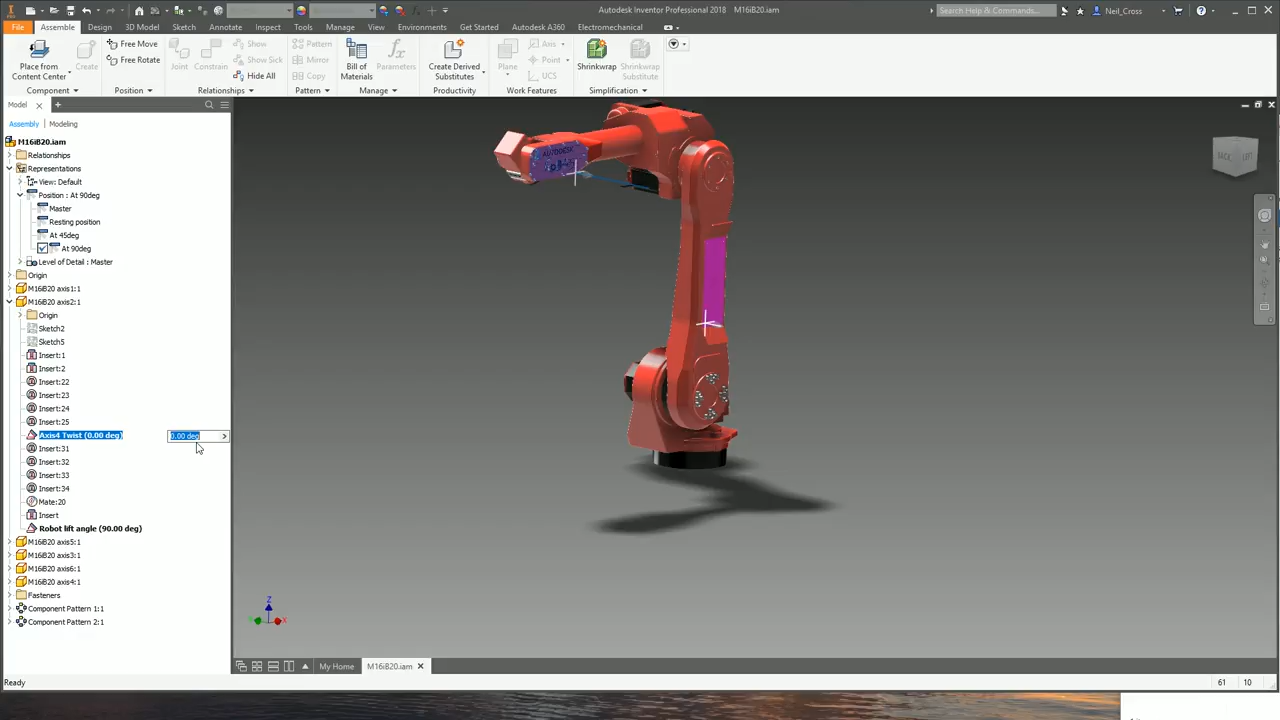 Autodesk Inventor Professional 2018 M16iB20.iam
Search Help & Commands...
Neil_Cross
File Assemble Design 3D Model Sketch Annotate Inspect Tools Manage View Environments Get Started Autodesk A360 Electromechanical
Place from Content Center
Create
Free Move
Free Rotate
Joint
Constrain
Show
Show Sick
Hide All
Pattern
Mirror
Copy
Bill of Materials
Parameters
Create Derived Substitutes
Plane
Axis
Point
UCS
Shrinkwrap
Shrinkwrap Substitute
Component Position Relationships Pattern Manage Productivity Work Features Simplification
Model
Assembly Modeling
M16iB20.iam
Relationships
Representations
View: Default
Position : At 90deg
Master
Resting position
At 45deg
At 90deg
Level of Detail : Master
Origin
M16iB20 axis1:1
M16iB20 axis2:1
Origin
Sketch2
Sketch5
Insert:1
Insert:2
Insert:22
Insert:23
Insert:24
Insert:25
Axis4 Twist (0.00 deg)
0.00 deg
Insert:31
Insert:32
Insert:33
Insert:34
Mate:20
Insert
Robot lift angle (90.00 deg)
M16iB20 axis5:1
M16iB20 axis3:1
M16iB20 axis6:1
M16iB20 axis4:1
Fasteners
Component Pattern 1:1
Component Pattern 2:1
BACK LEFT
AUTODESK
Z
X
My Home
M16iB20.iam
Ready
61 10